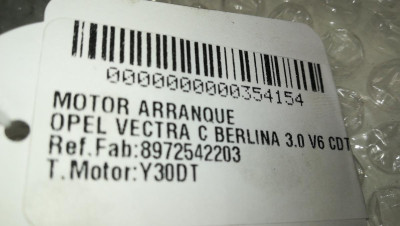 0000000000354154
MOTOR ARRANQUE
OPEL VECTRA C BERLINA 3.0 V6 CDT
Ref.Fab:8972542203
T.Motor:Y30DT